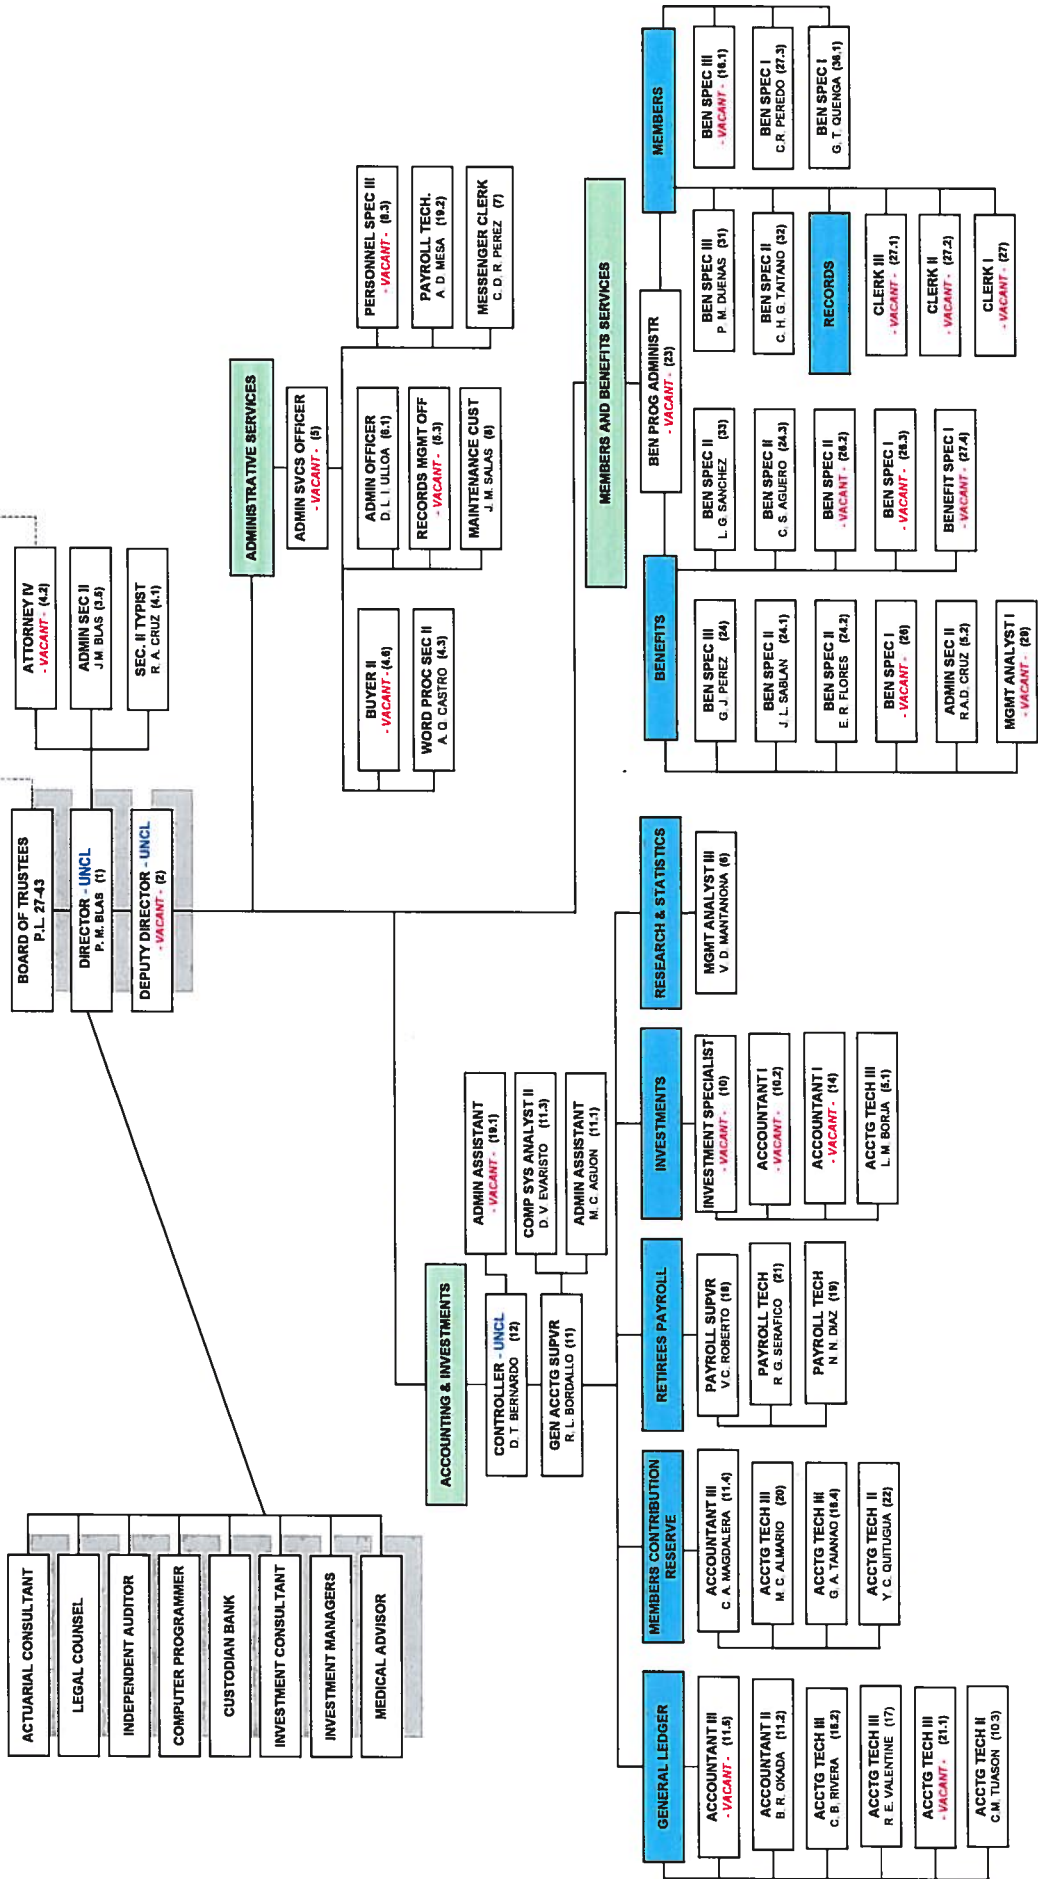 BOARD OF TRUSTEES
P.L. 27-43
DIRECTOR - UNCL
P. M. BLAS (1)
DEPUTY DIRECTOR - UNCL
- VACANT - (2)
ATTORNEY IV
- VACANT - (4.2)
ADMIN SEC II
J M BLAS (3.5)
SEC. II TYPIST
R. A. CRUZ (4.1)
ACTUARIAL CONSULTANT
LEGAL COUNSEL
INDEPENDENT AUDITOR
COMPUTER PROGRAMMER
CUSTODIAN BANK
INVESTMENT CONSULTANT
INVESTMENT MANAGERS
MEDICAL ADVISOR
ADMINISTRATIVE SERVICES
ADMIN SVCS OFFICER
- VACANT - (5)
BUYER II
- VACANT - (4.6)
WORD PROC SEC II
A. Q. CASTRO (4.3)
ADMIN OFFICER
D. L. I. ULLOA (6.1)
RECORDS MGMT OFF
- VACANT - (5.3)
MAINTENANCE CUST
J. M. SALAS (8)
PERSONNEL SPEC III
- VACANT - (8.3)
PAYROLL TECH.
A D MESA (19.2)
MESSENGER CLERK
C. D. R. PEREZ (7)
ACCOUNTING & INVESTMENTS
CONTROLLER - UNCL
D. T BERNARDO (12)
GEN ACCTG SUPVR
R. L. BORDALLO (11)
ADMIN ASSISTANT
- VACANT - (19.1)
COMP SYS ANALYST II
D. V. EVARISTO (11.3)
ADMIN ASSISTANT
M. C. AGUON (11.1)
GENERAL LEDGER
ACCOUNTANT III
- VACANT - (11.5)
ACCOUNTANT II
B. R. OKADA (11.2)
ACCTG TECH III
C. B. RIVERA (16.2)
ACCTG TECH III
R E. VALENTINE (17)
ACCTG TECH III
- VACANT - (21.1)
ACCTG TECH II
C.M. TUASON (10 3)
MEMBERS CONTRIBUTION
RESERVE
ACCOUNTANT III
C. A. MAGDALERA (11.4)
ACCTG TECH III
M. C. ALMARIO (20)
ACCTG TECH III
G. A. TAIANAO (16.4)
ACCTG TECH II
Y. C. QUITUGUA (22)
RETIREES PAYROLL
PAYROLL SUPVR
V.C. ROBERTO (18)
PAYROLL TECH
R G. SERAFICO (21)
PAYROLL TECH
N N. DIAZ (19)
INVESTMENTS
INVESTMENT SPECIALIST
- VACANT - (10)
ACCOUNTANT I
- VACANT - (10.2)
ACCOUNTANT I
- VACANT - (14)
ACCTG TECH III
L. M. BORJA (5.1)
RESEARCH & STATISTICS
MGMT ANALYST III
V. D. MANTANONA (6)
MEMBERS AND BENEFITS SERVICES
BEN PROG ADMINISTR
- VACANT - (23)
BENEFITS
BEN SPEC III
G. J. PEREZ (24)
BEN SPEC II
J. L. SABLAN (24.1)
BEN SPEC II
E. R. FLORES (24.2)
BEN SPEC I
- VACANT - (26)
ADMIN SEC II
R.A.D. CRUZ (5.2)
MGMT ANALYST I
- VACANT - (29)
BEN SPEC II
L. G. SANCHEZ (33)
BEN SPEC II
C. S. AGUERO (24.3)
BEN SPEC II
- VACANT - (26.2)
BEN SPEC I
- VACANT - (26.3)
BENEFIT SPEC I
- VACANT - (27.4)
MEMBERS
BEN SPEC III
P. M. DUENAS (31)
BEN SPEC II
C. H. G. TAITANO (32)
RECORDS
CLERK III
- VACANT - (27.1)
CLERK II
- VACANT - (27.2)
CLERK I
- VACANT - (27)
BEN SPEC III
- VACANT - (16.1)
BEN SPEC I
C.R. PEREDO (27.3)
BEN SPEC I
G. T. QUENGA (36.1)